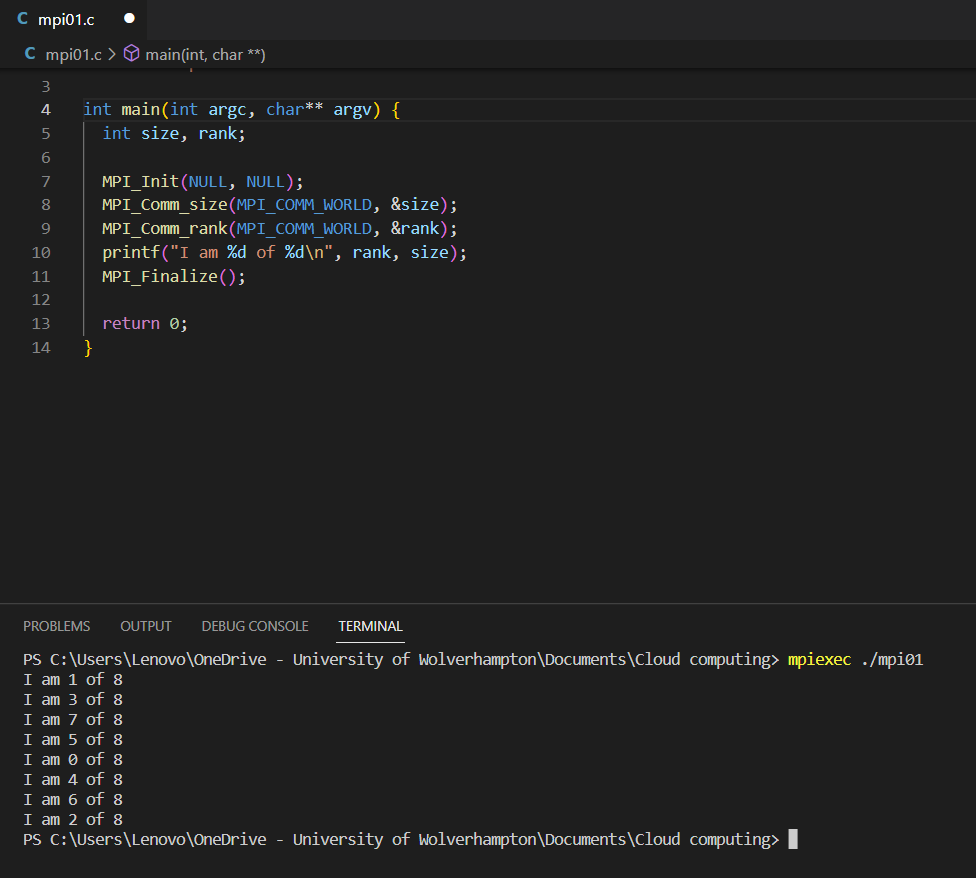 C mpi01.c ●
C mpi01.c > main(int, char **)
3
4 int main(int argc, char** argv) {
5   int size, rank;
6
7   MPI_Init(NULL, NULL);
8   MPI_Comm_size(MPI_COMM_WORLD, &size);
9   MPI_Comm_rank(MPI_COMM_WORLD, &rank);
10   printf("I am %d of %d\n", rank, size);
11   MPI_Finalize();
12
13   return 0;
14 }
PROBLEMS OUTPUT DEBUG CONSOLE TERMINAL
PS C:\Users\Lenovo\OneDrive - University of Wolverhampton\Documents\Cloud computing> mpiexec ./mpi01
I am 1 of 8
I am 3 of 8
I am 7 of 8
I am 5 of 8
I am 0 of 8
I am 4 of 8
I am 6 of 8
I am 2 of 8
PS C:\Users\Lenovo\OneDrive - University of Wolverhampton\Documents\Cloud computing>